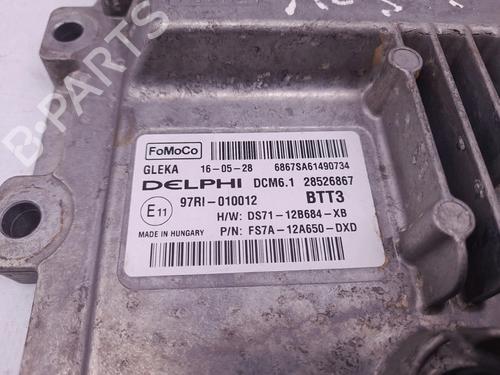 B-PARTS
FoMoCo
GLEKA 16-05-28 6867SA61490734
DELPHI DCM6.1 28526867
E11 97RI-010012 BTT3
H/W: DS71-12B684-XB
MADE IN HUNGARY P/N: FS7A-12A650-DXD